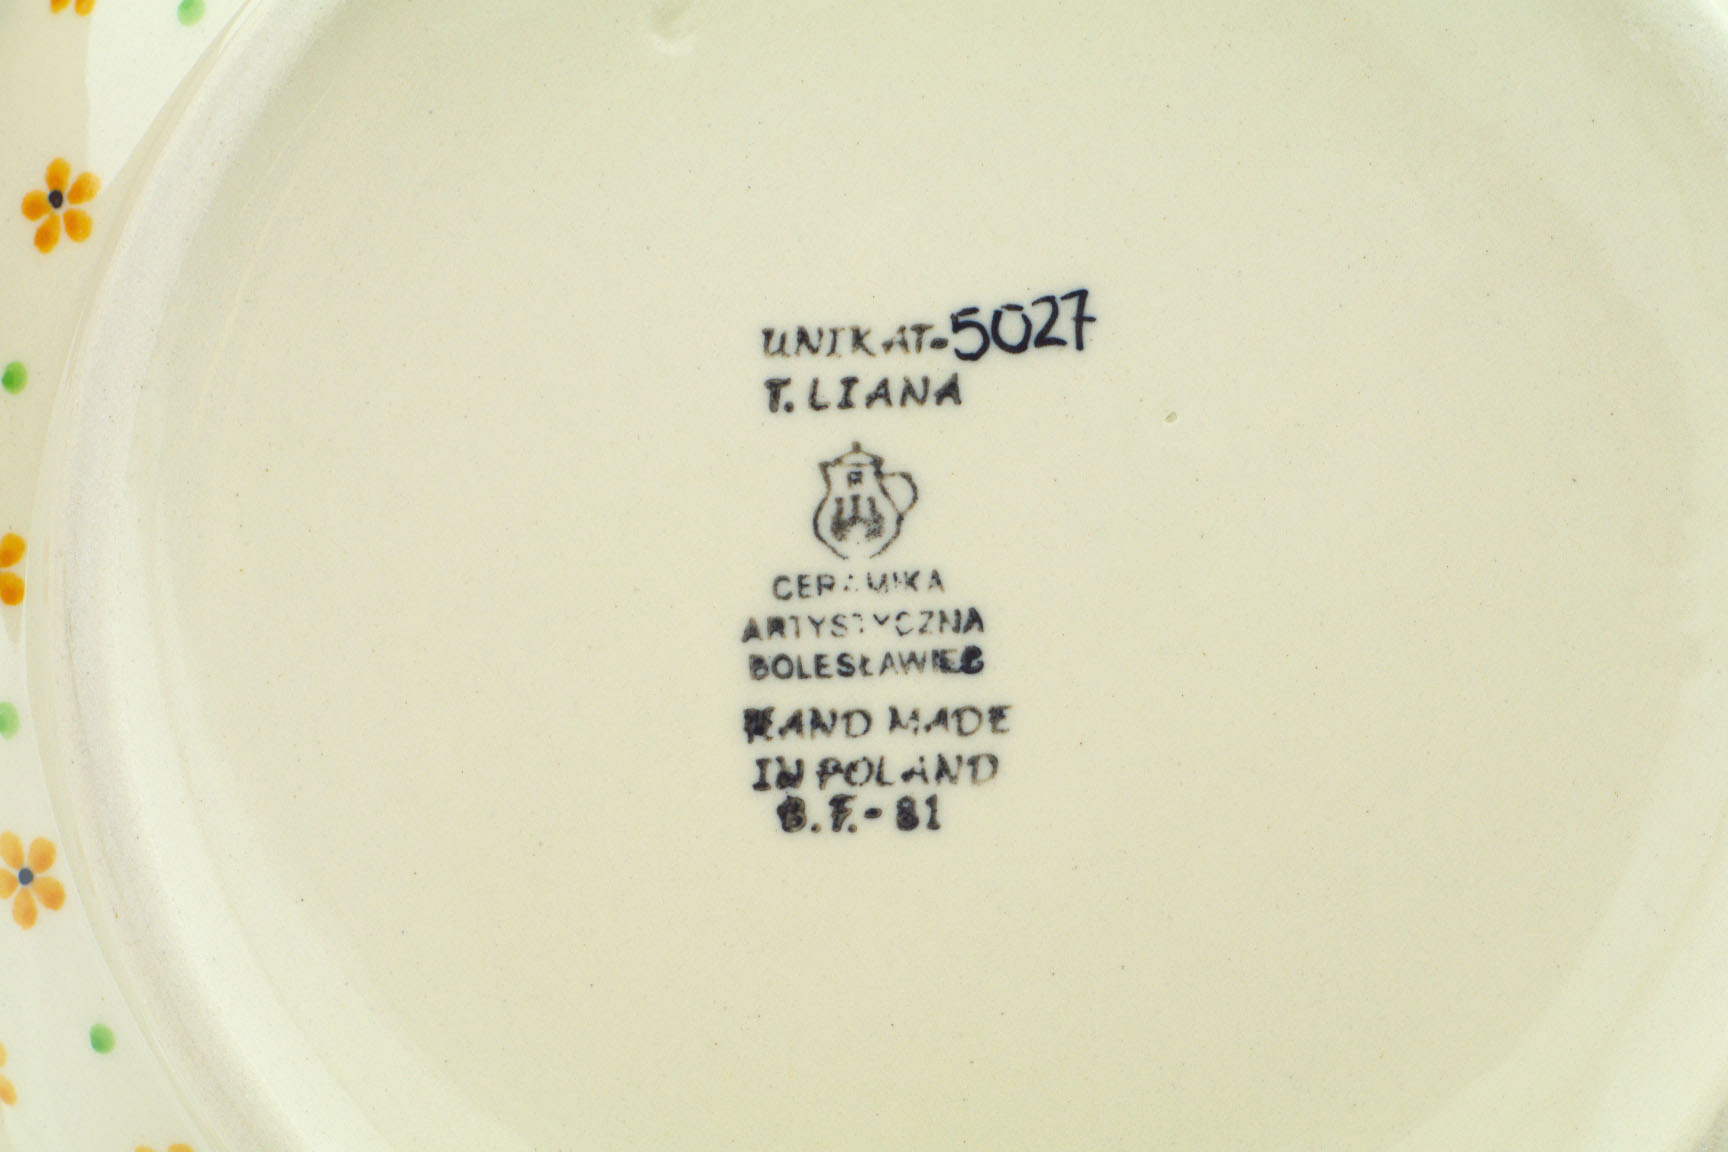 UNIKAT-5027
T. LIANA
CERAMIKA
ARTYSTYCZNA
BOLESŁAWIEC
HAND MADE
IN POLAND
B.F.-81